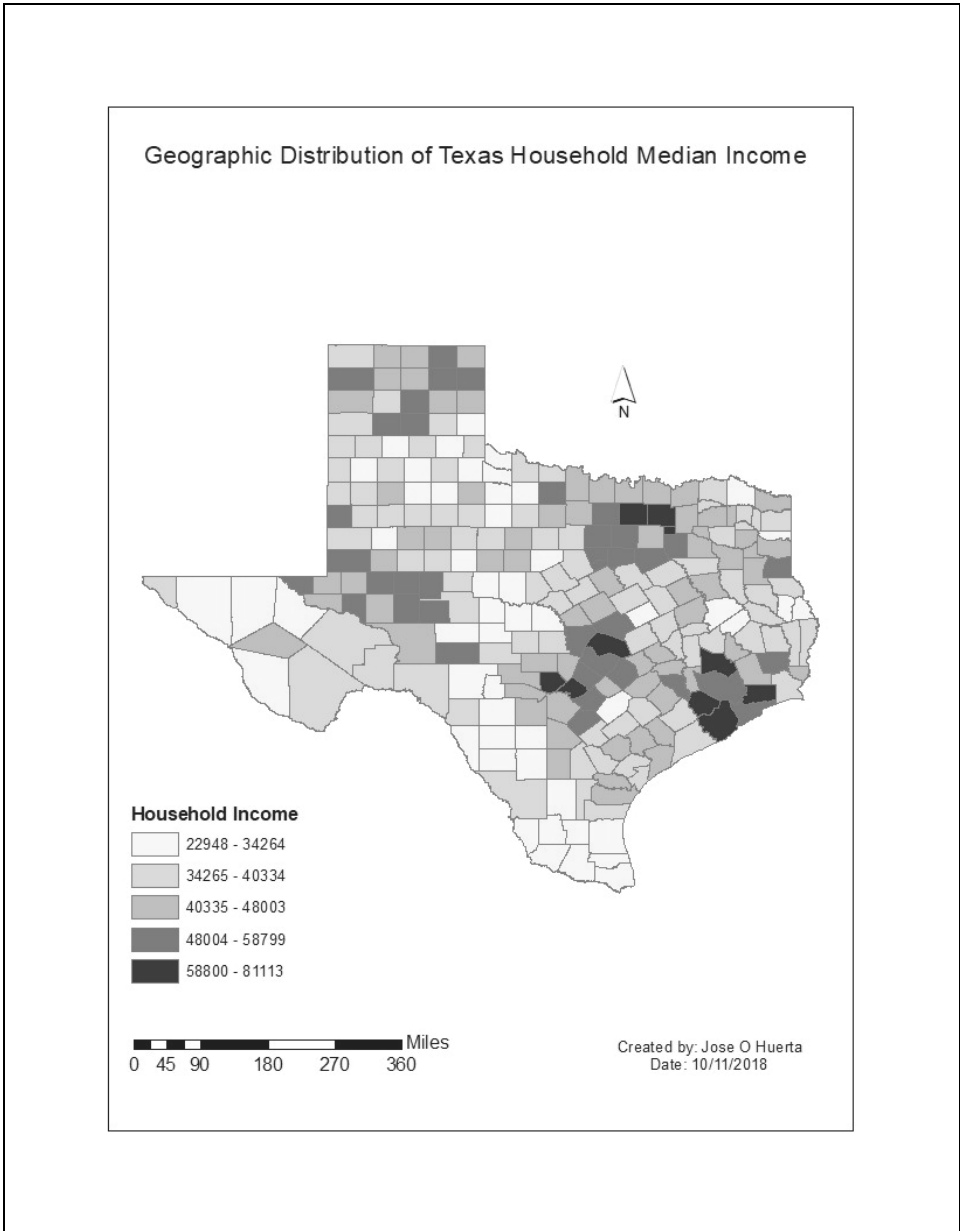 Geographic Distribution of Texas Household Median Income
N
Household Income
22948 - 34264
34265 - 40334
40335 - 48003
48004 - 58799
58800 - 81113
Miles
0 45 90 180 270 360
Created by: Jose O Huerta
Date: 10/11/2018